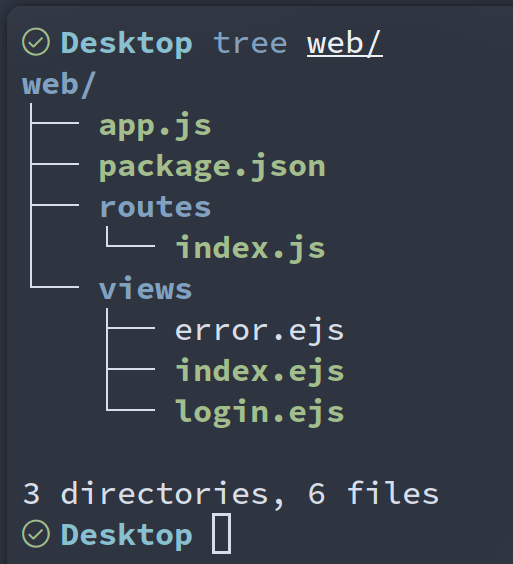 Desktop tree web/
web/
├── app.js
├── package.json
├── routes
│   └── index.js
└── views
    ├── error.ejs
    ├── index.ejs
    └── login.ejs

3 directories, 6 files
Desktop